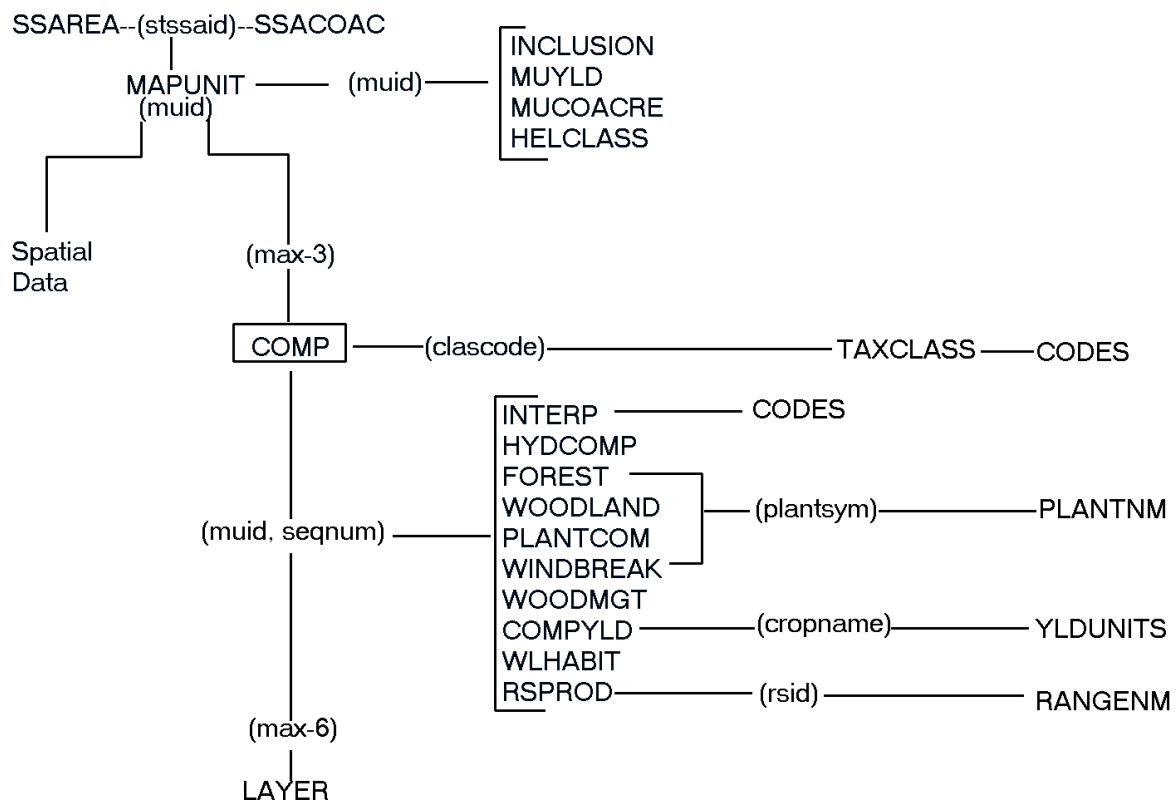 SSAREA--(stssaid)--SSACOAC
MAPUNIT
(muid)
(muid)
INCLUSION
MUYLD
MUCOACRE
HELCLASS
Spatial
Data
(max-3)
COMP
(clascode)
TAXCLASS
CODES
(muid, seqnum)
INTERP
CODES
HYDCOMP
FOREST
WOODLAND
PLANTCOM
WINDBREAK
(plantsym)
PLANTNM
WOODMGT
COMPYLD
(cropname)
YLDUNITS
WLHABIT
RSPROD
(rsid)
RANGENM
(max-6)
LAYER